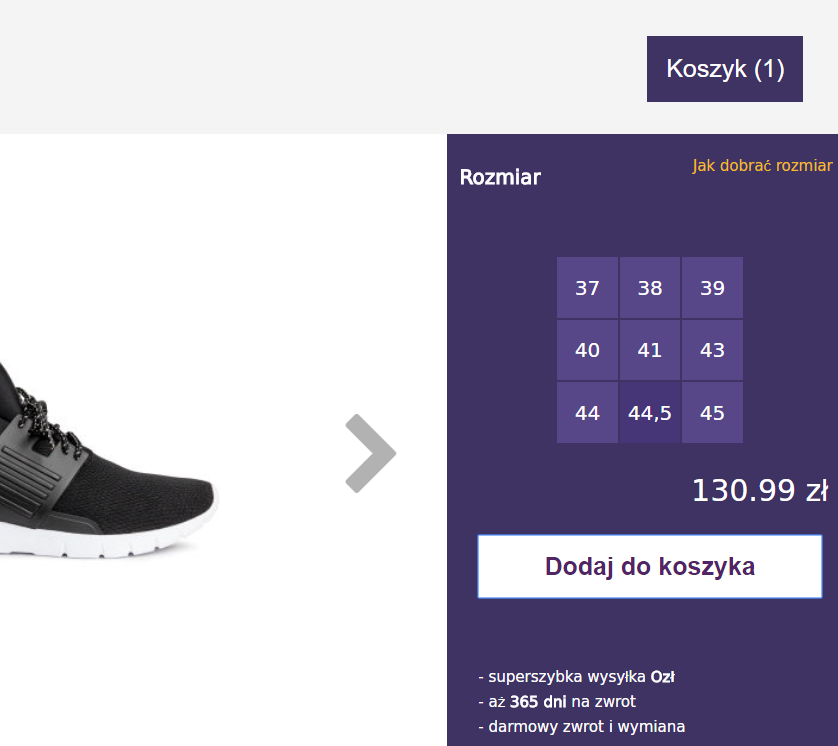 Koszyk (1)
Jak dobrać rozmiar
Rozmiar
37 38 39
40 41 43
44 44,5 45
130.99 zł
Dodaj do koszyka
- superszybka wysyłka 0zł
- aż 365 dni na zwrot
- darmowy zwrot i wymiana